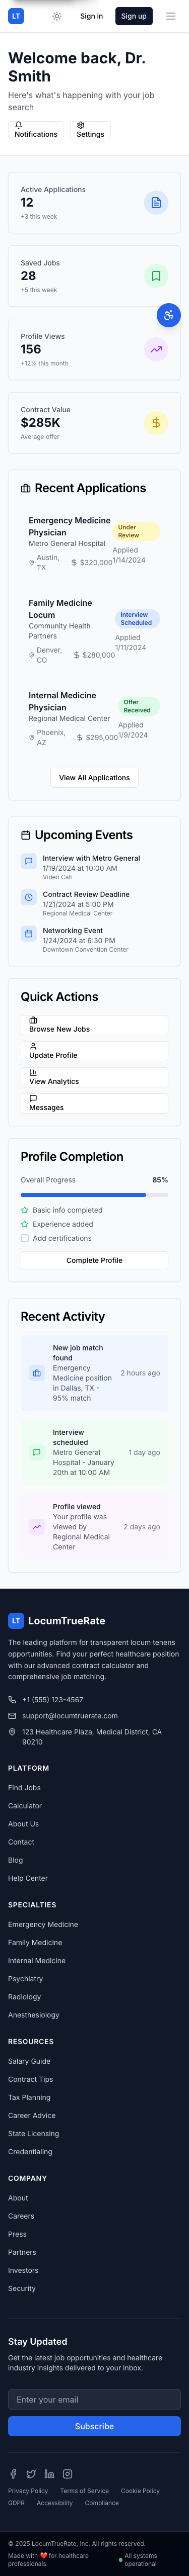 LT
Sign in
Sign up
Welcome back, Dr.
Smith
Here's what's happening with your job
search
Notifications
Settings
Active Applications
12
+3 this week
Saved Jobs
28
+5 this week
Profile Views
156
+12% this month
Contract Value
$285K
Average offer
Recent Applications
Emergency Medicine
Physician
Metro General Hospital
Austin,
TX
$320,000
Under
Review
Applied
1/14/2024
Family Medicine
Locum
Community Health
Partners
Denver,
CO
$280,000
Interview
Scheduled
Applied
1/11/2024
Internal Medicine
Physician
Regional Medical Center
Phoenix,
AZ
$295,000
Offer
Received
Applied
1/9/2024
View All Applications
Upcoming Events
Interview with Metro General
1/19/2024 at 10:00 AM
Video Call
Contract Review Deadline
1/21/2024 at 5:00 PM
Regional Medical Center
Networking Event
1/24/2024 at 6:30 PM
Downtown Convention Center
Quick Actions
Browse New Jobs
Update Profile
View Analytics
Messages
Profile Completion
Overall Progress
85%
Basic info completed
Experience added
Add certifications
Complete Profile
Recent Activity
New job match
found
Emergency
Medicine position
in Dallas, TX -
95% match
2 hours ago
Interview
scheduled
Metro General
Hospital - January
20th at 10:00 AM
1 day ago
Profile viewed
Your profile was
viewed by
Regional Medical
Center
2 days ago
LT
LocumTrueRate
The leading platform for transparent locum tenens
opportunities. Find your perfect healthcare position
with our advanced contract calculator and
comprehensive job matching.
+1 (555) 123-4567
support@locumtruerate.com
123 Healthcare Plaza, Medical District, CA
90210
PLATFORM
Find Jobs
Calculator
About Us
Contact
Blog
Help Center
SPECIALTIES
Emergency Medicine
Family Medicine
Internal Medicine
Psychiatry
Radiology
Anesthesiology
RESOURCES
Salary Guide
Contract Tips
Tax Planning
Career Advice
State Licensing
Credentialing
COMPANY
About
Careers
Press
Partners
Investors
Security
Stay Updated
Get the latest job opportunities and healthcare
industry insights delivered to your inbox.
Enter your email
Subscribe
Privacy Policy
Terms of Service
Cookie Policy
GDPR
Accessibility
Compliance
© 2025 LocumTrueRate, Inc. All rights reserved.
Made with ❤️ for healthcare
professionals
All systems
operational